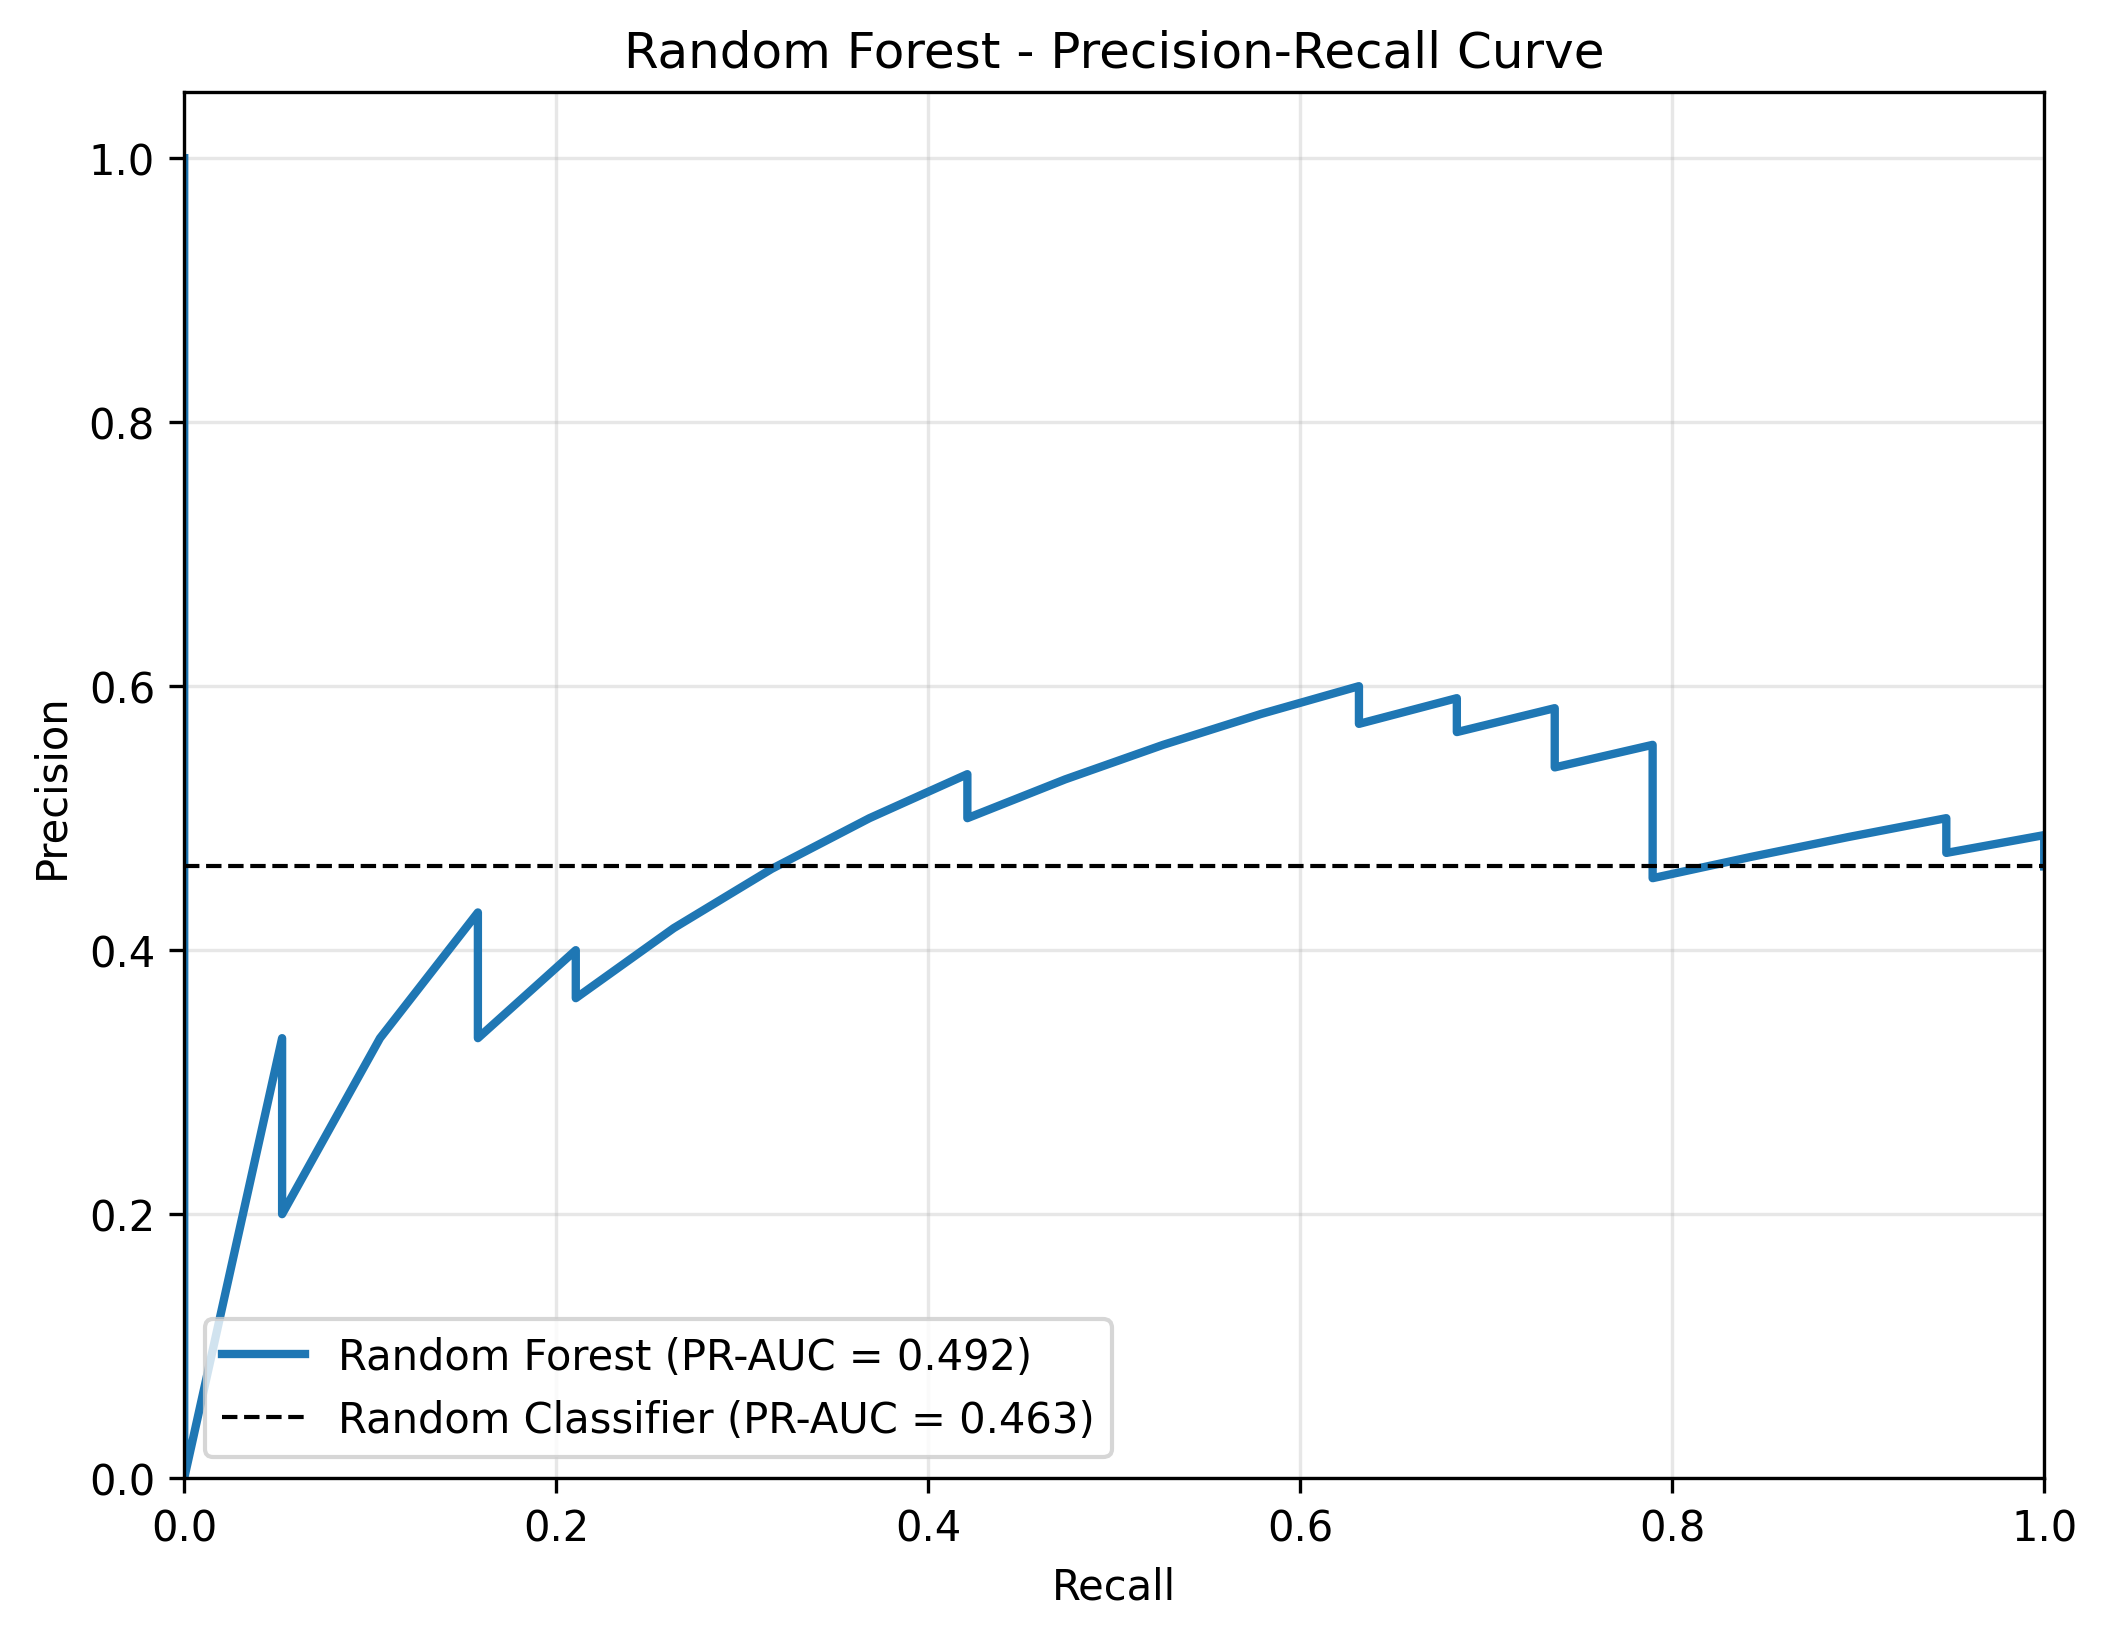 Random Forest - Precision-Recall Curve
1.0
0.8
0.6
0.4
0.2
0.0
Precision
Random Forest (PR-AUC = 0.492)
Random Classifier (PR-AUC = 0.463)
0.0 0.2 0.4 0.6 0.8 1.0
Recall